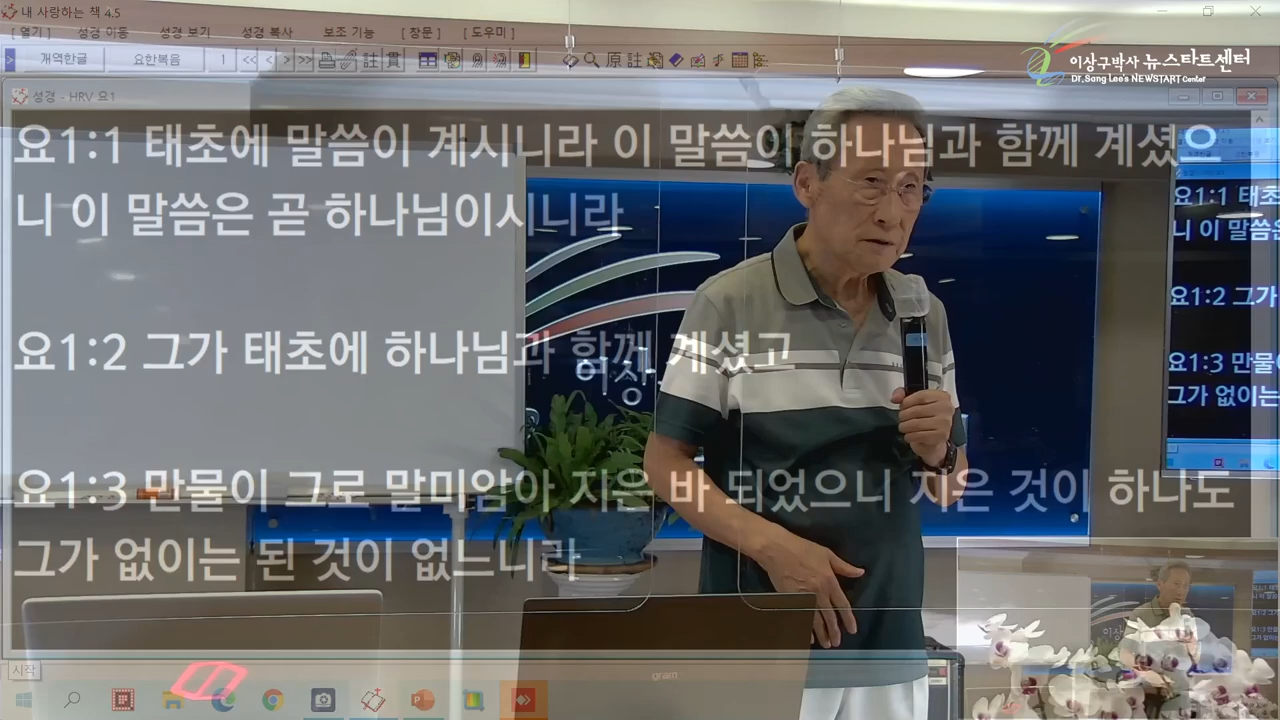 내 사랑하는 책 4.5
[ 열기 ] 성경 이동 성경 보기 성경 복사 보조 기능 [ 창문 ] [ 도우미 ]
개역한글 요한복음 1 << < > >> 註 貫 原 註
이상구박사 뉴스타트센터
Dr. Sang Lee's NEWSTART Center
성경 - HRV 요1
요1:1 태초에 말씀이 계시니라 이 말씀이 하나님과 함께 계셨으
니 이 말씀은 곧 하나님이시니라
요1:2 그가 태초에 하나님과 함께 계셨고
요1:3 만물이 그로 말미암아 지은 바 되었으니 지은 것이 하나도
그가 없이는 된 것이 없느니라
요1:1 태초
니 이 말씀은
요1:2 그가
요1:3 만물
그가 없이는
이상
시작
gram